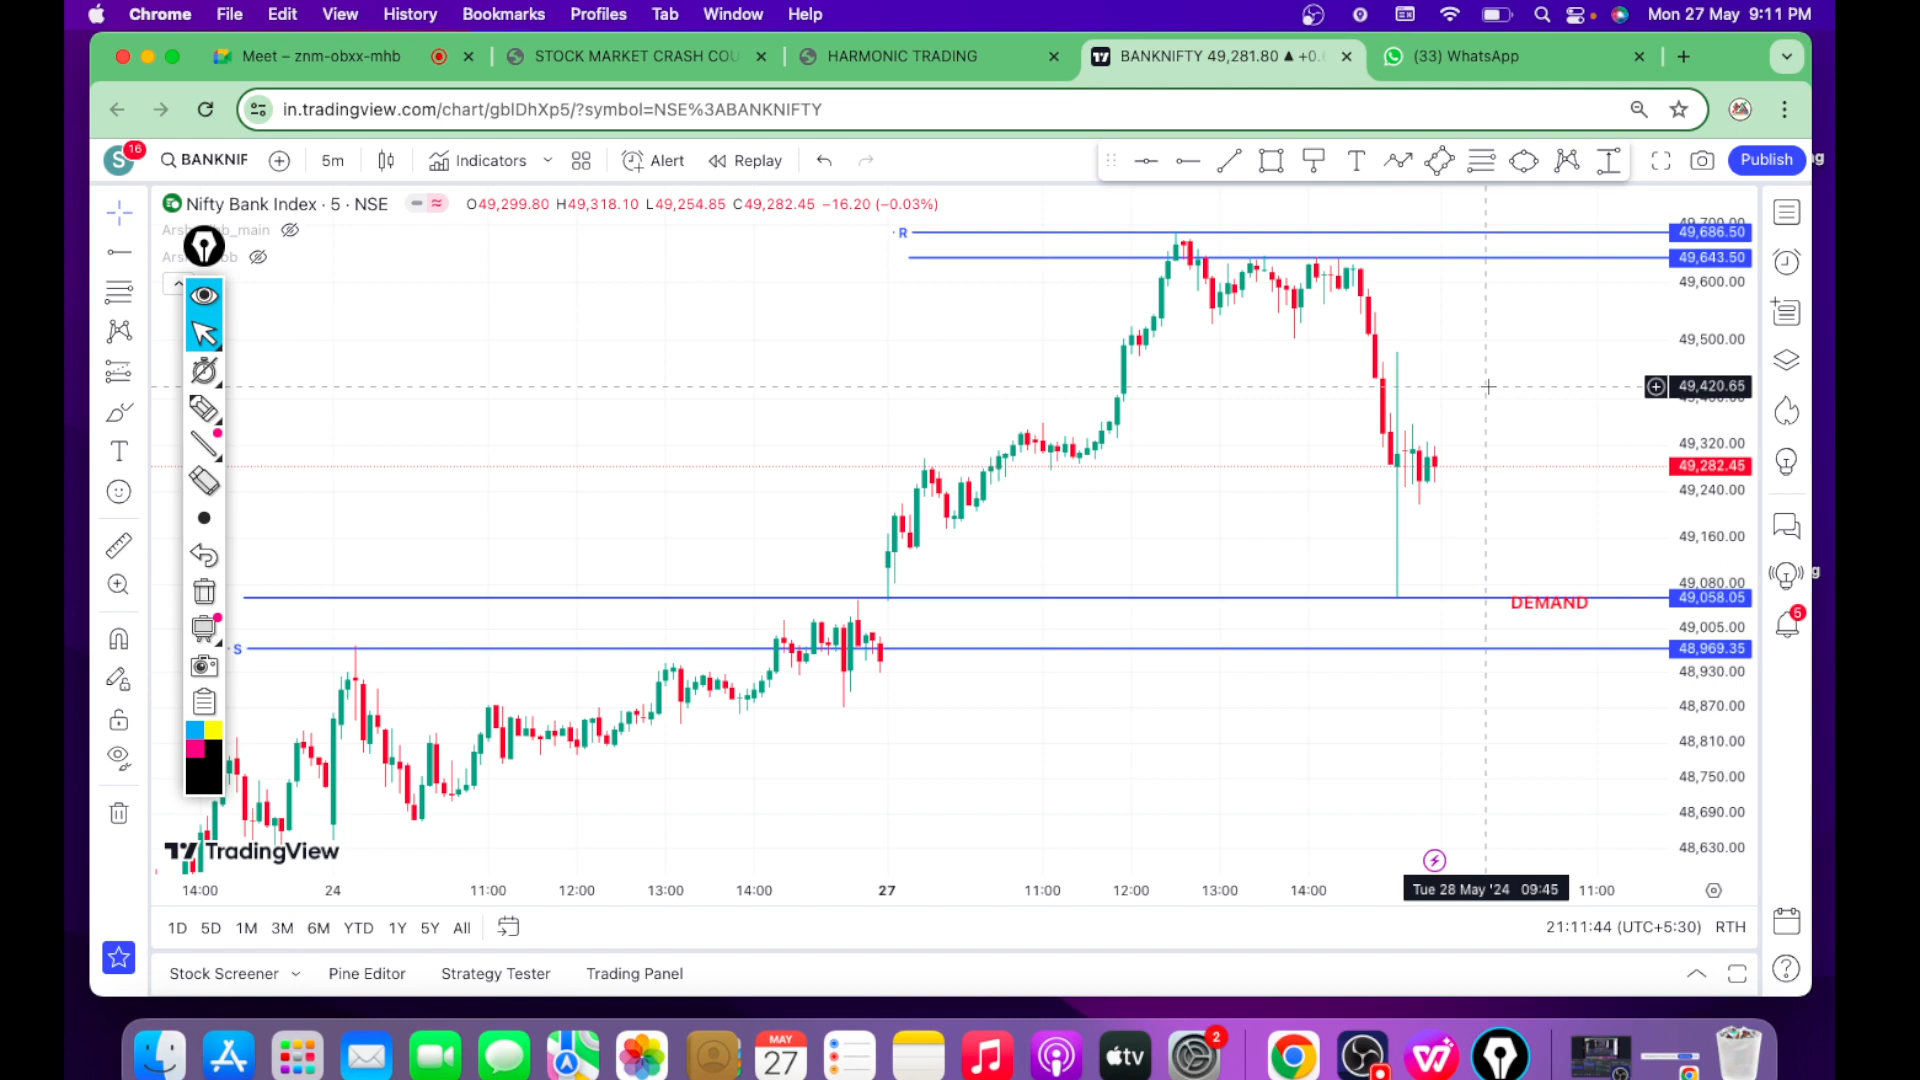 Chrome File Edit View History Bookmarks Profiles Tab Window Help Mon 27 May 9:11 PM
Meet – znm-obxx-mhb STOCK MARKET CRASH COU HARMONIC TRADING BANKNIFTY 49,281.80 ▲ +0. (33) WhatsApp
in.tradingview.com/chart/gblDhXp5/?symbol=NSE%3ABANKNIFTY
S 16 BANKNIF 5m Indicators Alert Replay Publish
Nifty Bank Index · 5 · NSE O49,299.80 H49,318.10 L49,254.85 C49,282.45 −16.20 (−0.03%)
49,700.00
R 49,686.50
49,643.50
49,600.00
49,500.00
49,420.65
49,320.00
49,282.45
49,240.00
49,160.00
49,080.00
DEMAND 49,058.05
49,005.00
S 48,969.35
48,930.00
48,870.00
48,810.00
48,750.00
48,690.00
48,630.00
5
TradingView
14:00 24 11:00 12:00 13:00 14:00 27 11:00 12:00 13:00 14:00 Tue 28 May '24 09:45 11:00
1D 5D 1M 3M 6M YTD 1Y 5Y All 21:11:44 (UTC+5:30) RTH
Stock Screener Pine Editor Strategy Tester Trading Panel
MAY
27
tv
2